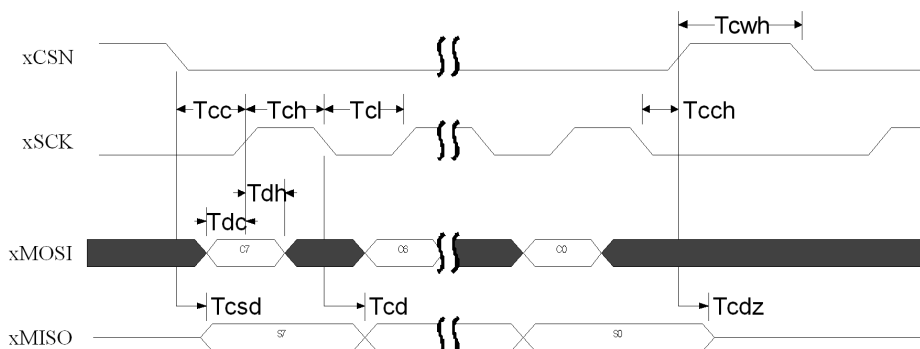 Tcwh
xCSN
Tcc Tch Tcl Tcch
xSCK
Tdh
Tdc
xMOSI C7 C6 C0
Tcsd Tcd Tcdz
xMISO S7 S0